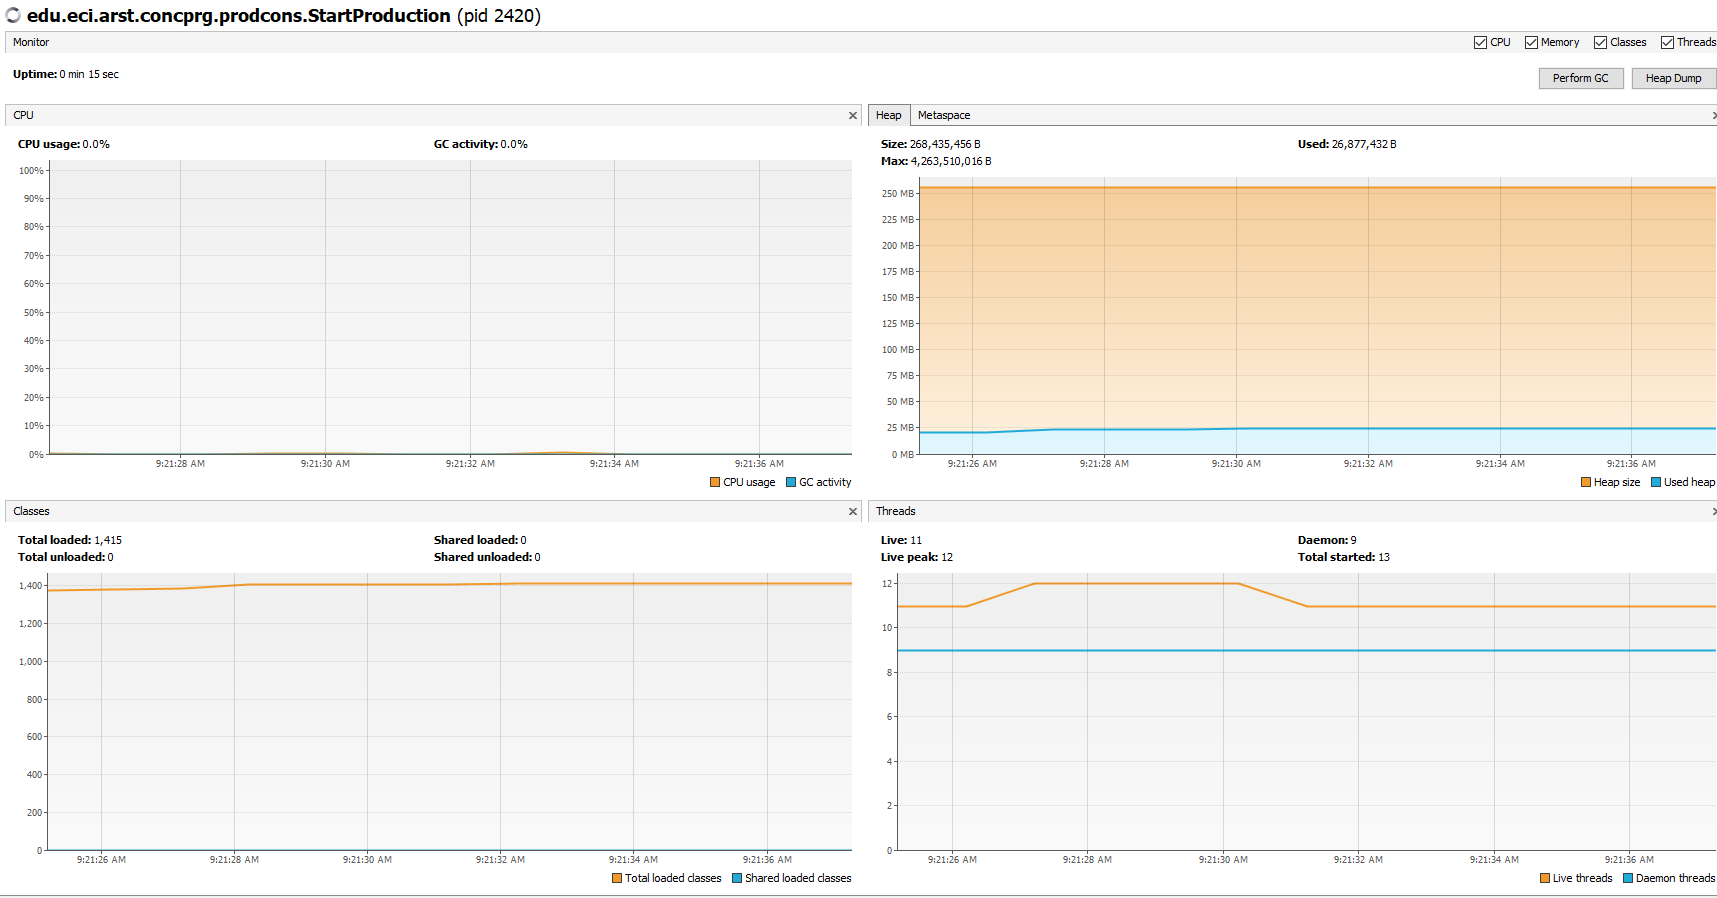 edu.eci.arst.concprg.prodcons.StartProduction (pid 2420)
Monitor
CPU Memory Classes Threads
Uptime: 0 min 15 sec
Perform GC Heap Dump
CPU
CPU usage: 0.0% GC activity: 0.0%
100%
90%
80%
70%
60%
50%
40%
30%
20%
10%
0%
9:21:28 AM 9:21:30 AM 9:21:32 AM 9:21:34 AM 9:21:36 AM
CPU usage GC activity
Heap Metaspace
Size: 268,435,456 B Used: 26,877,432 B
Max: 4,263,510,016 B
250 MB
225 MB
200 MB
175 MB
150 MB
125 MB
100 MB
75 MB
50 MB
25 MB
0 MB
9:21:26 AM 9:21:28 AM 9:21:30 AM 9:21:32 AM 9:21:34 AM 9:21:36 AM
Heap size Used heap
Classes
Total loaded: 1,415 Shared loaded: 0
Total unloaded: 0 Shared unloaded: 0
1,400
1,200
1,000
800
600
400
200
0
9:21:26 AM 9:21:28 AM 9:21:30 AM 9:21:32 AM 9:21:34 AM 9:21:36 AM
Total loaded classes Shared loaded classes
Threads
Live: 11 Daemon: 9
Live peak: 12 Total started: 13
12
10
8
6
4
2
0
9:21:26 AM 9:21:28 AM 9:21:30 AM 9:21:32 AM 9:21:34 AM 9:21:36 AM
Live threads Daemon threads